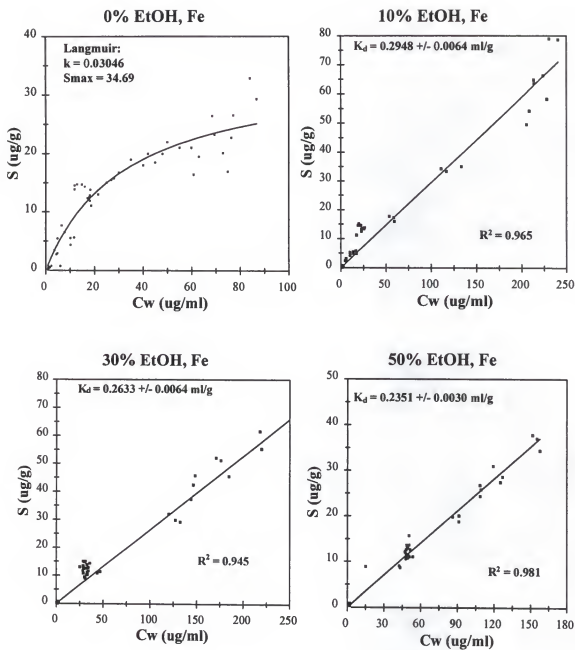 0% EtOH, Fe
Langmuir:
k = 0.03046
Smax = 34.69
50
40
30
20
10
0
S (ug/g)
0 20 40 60 80 100
Cw (ug/ml)
10% EtOH, Fe
Kd = 0.2948 +/- 0.0064 ml/g
80
70
60
50
40
30
20
10
0
S (ug/g)
R² = 0.965
0 50 100 150 200 250
Cw (ug/ml)
30% EtOH, Fe
Kd = 0.2633 +/- 0.0064 ml/g
80
70
60
50
40
30
20
10
0
S (ug/g)
R² = 0.945
0 50 100 150 200 250
Cw (ug/ml)
50% EtOH, Fe
Kd = 0.2351 +/- 0.0030 ml/g
50
40
30
20
10
0
S (ug/g)
R² = 0.981
0 30 60 90 120 150 180
Cw (ug/ml)